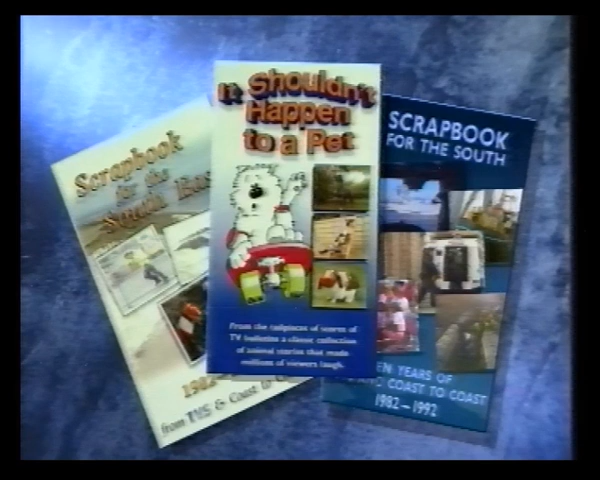 Scrapbook
for the
South
1982-
from TVS & Coast to
It Shouldn't
Happen
to a Pet
From the tailpieces of scores of
TV bulletins a classic collection
of animal stories that made
millions of viewers laugh.
SCRAPBOOK
FOR THE SOUTH
YEARS OF
COAST TO COAST
1982-1992